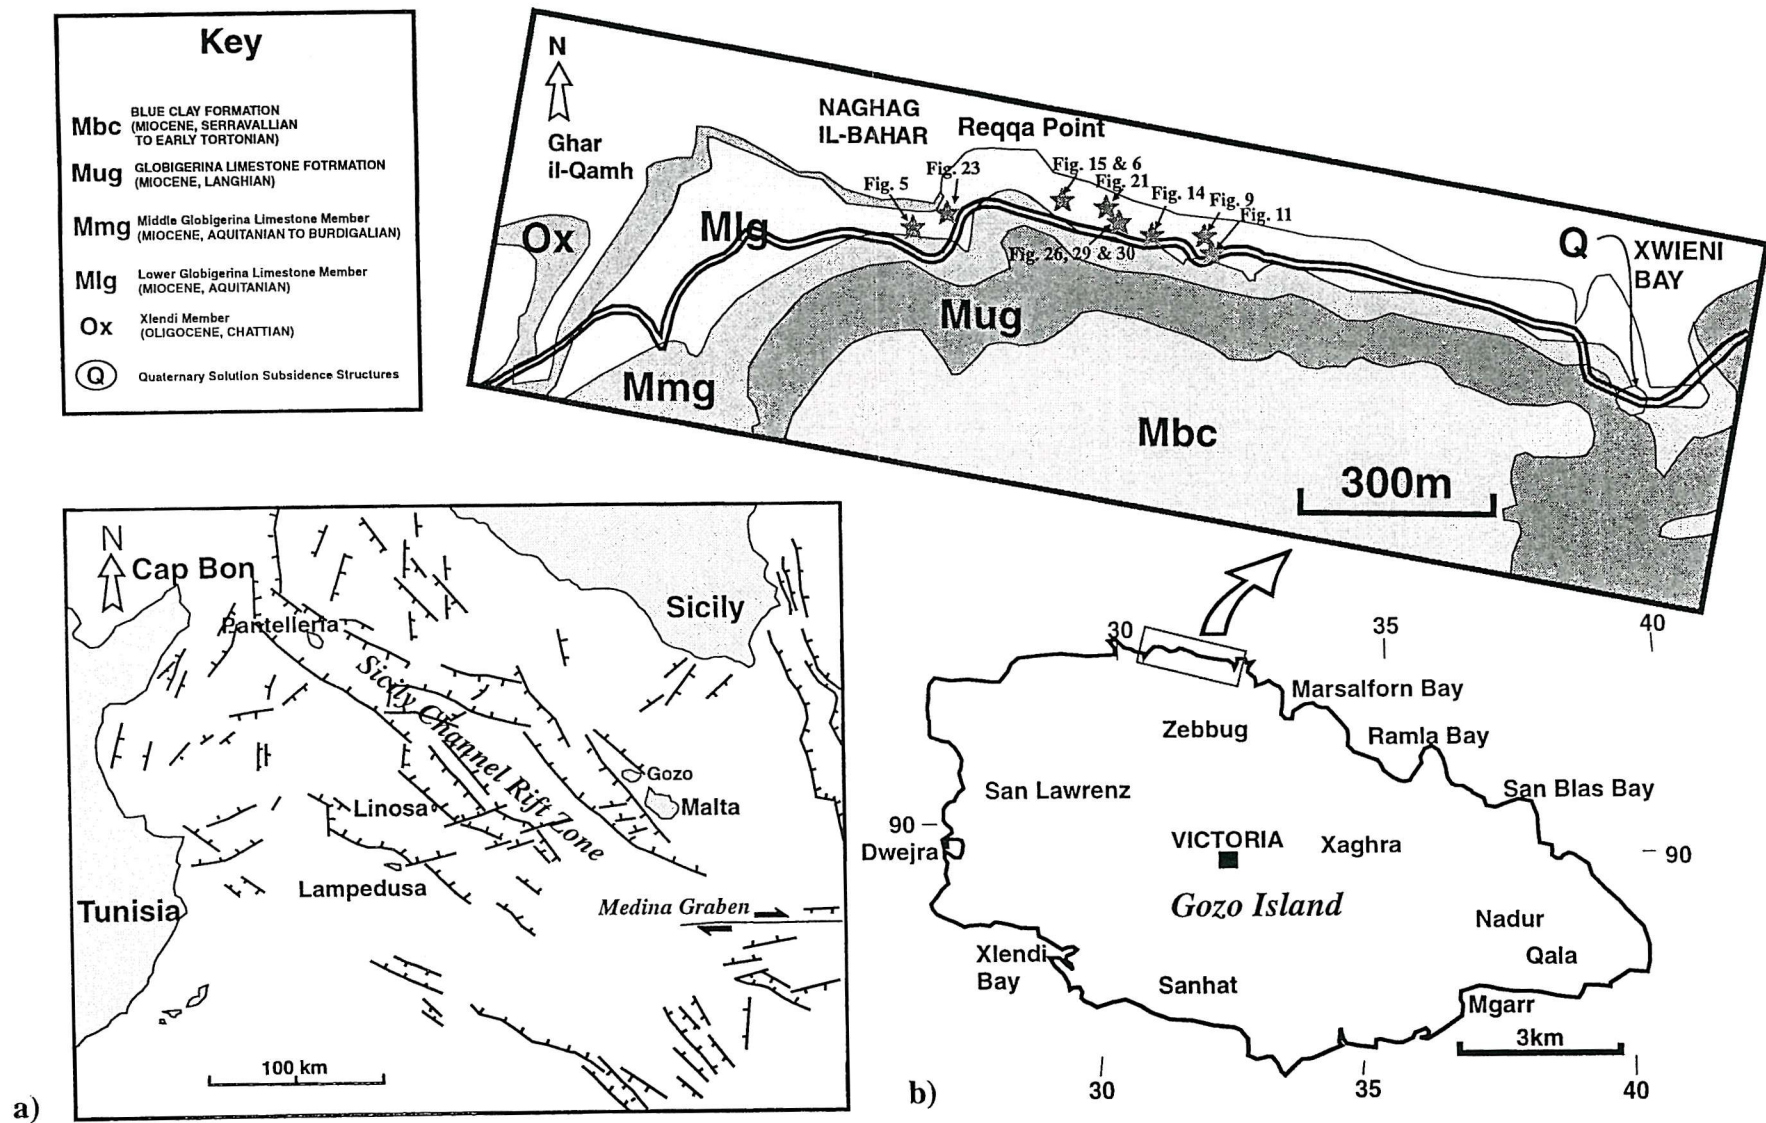 Key
Mbc BLUE CLAY FORMATION
(MIOCENE, SERRAVALLIAN
TO EARLY TORTONIAN)
Mug GLOBIGERINA LIMESTONE FOTRMATION
(MIOCENE, LANGHIAN)
Mmg Middle Globigerina Limestone Member
(MIOCENE, AQUITANIAN TO BURDIGALIAN)
Mlg Lower Globigerina Limestone Member
(MIOCENE, AQUITANIAN)
Ox Xlendi Member
(OLIGOCENE, CHATTIAN)
Q Quaternary Solution Subsidence Structures
N
Ghar
il-Qamh
NAGHAG
IL-BAHAR
Reqqa Point
Fig. 5
Fig. 23
Fig. 15 & 6
Fig. 21
Fig. 14
Fig. 9
Fig. 11
Fig. 26, 29 & 30
Ox
Mlg
Mug
Mmg
Mbc
Q
XWIENI
BAY
300m
N
Cap Bon
Pantelleria
Sicily
Sicily Channel Rift Zone
Gozo
Malta
Linosa
Lampedusa
Tunisia
Medina Graben
100 km
a)
30
35
40
Marsalforn Bay
Zebbug
Ramla Bay
San Lawrenz
San Blas Bay
90
Dwejra
VICTORIA
Xaghra
90
Gozo Island
Nadur
Qala
Xlendi
Bay
Sanhat
Mgarr
3km
30
35
40
b)